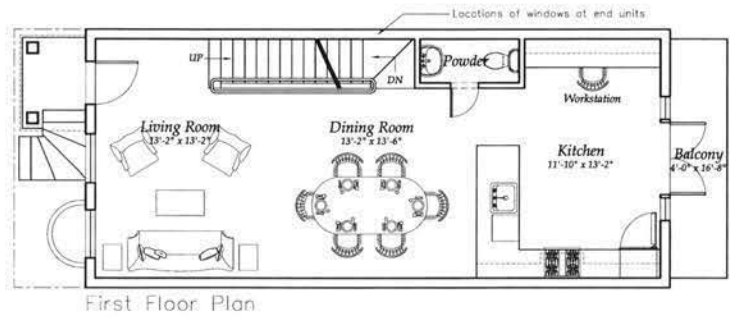 Locations of windows at end units
UP
DN
Powder
Workstation
Living Room
13'-2" x 13'-2"
Dining Room
13'-2" x 13'-6"
Kitchen
11'-10" x 13'-2"
Balcony
4'-0" x 16'-8"
First Floor Plan